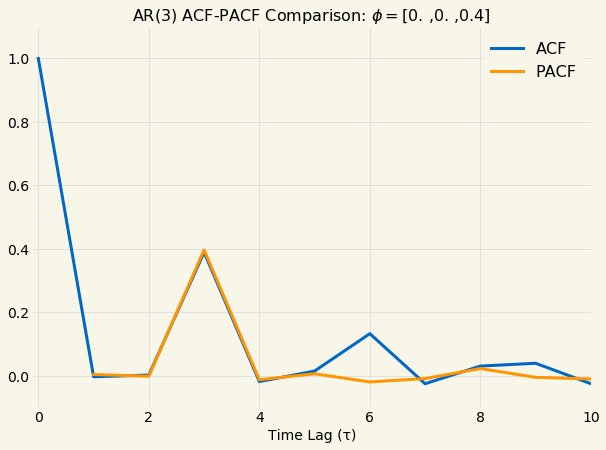 AR(3) ACF-PACF Comparison: ϕ = [0. ,0. ,0.4]
ACF
PACF
1.0
0.8
0.6
0.4
0.2
0.0
0 2 4 6 8 10
Time Lag (τ)